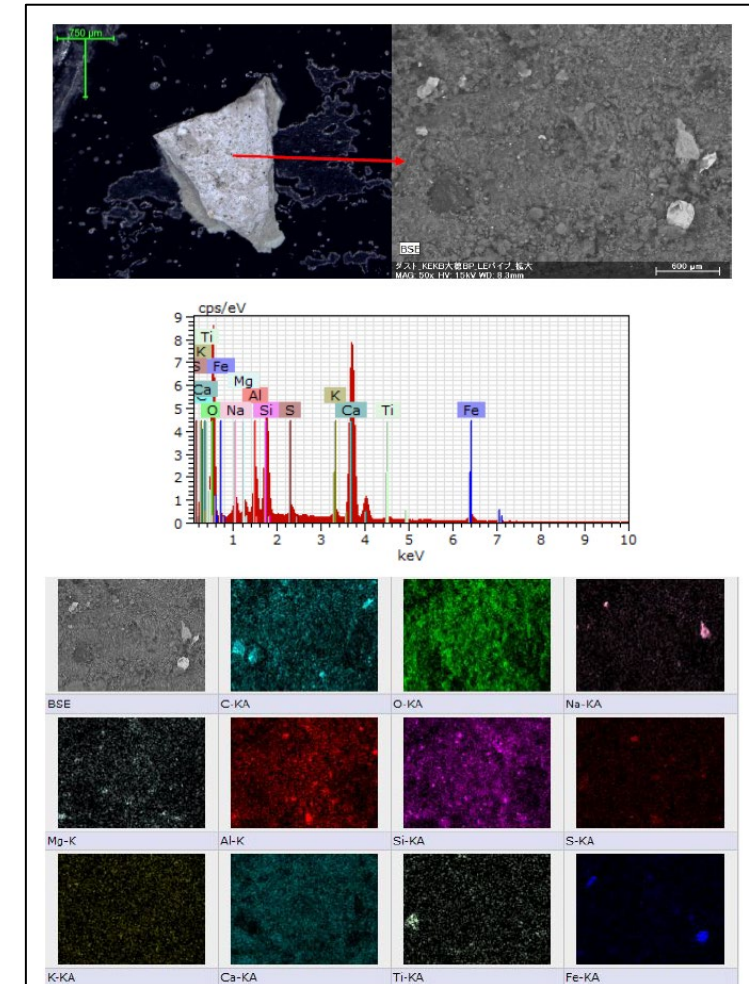 750 µm
BSE
ダスト_KEKB大穂BP_LEパイプ_拡大
MAG: 50x HV: 15kV WD: 8.3mm
600 µm
cps/eV
9
8
7
6
5
4
3
2
1
0
Ti
K
S Fe
Ca Mg
C Al K
O Na Si S Ca Ti Fe
1 2 3 4 5 6 7 8 9 10
keV
BSE C-KA O-KA Na-KA
Mg-K Al-K Si-KA S-KA
K-KA Ca-KA Ti-KA Fe-KA